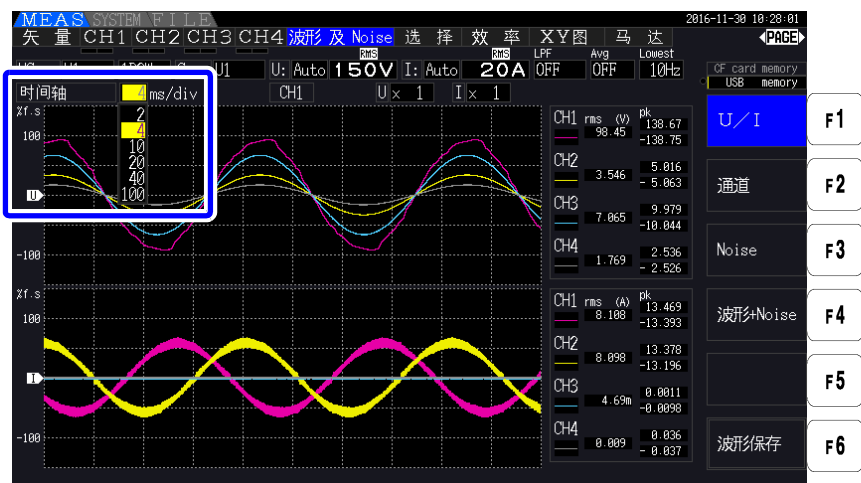 MEAS SYSTEM FILE 2016-11-30 10:28:01
矢 量 CH1 CH2 CH3 CH4 波形 及 Noise 选 择 效 率 XY图 马 达 PAGE
RMS RMS LPF Avg Lowest
U1 U: Auto 150V I: Auto 20A OFF OFF 10Hz
CF card memory
USB memory
时间轴 4 ms/div CH1 U× 1 I× 1
2
4
10
20
40
100
%f.s
100
U
-100
CH1 rms (V) pk
98.45 138.67
-138.75
CH2
3.546 5.016
- 5.063
CH3
7.065 9.979
-10.044
CH4
1.769 2.536
- 2.526
%f.s
100
I
-100
CH1 rms (A) pk
8.108 13.469
-13.393
CH2
8.098 13.378
-13.196
CH3
4.69m 0.0011
-0.0098
CH4
0.009 0.036
- 0.037
U/I F1
通道 F2
Noise F3
波形+Noise F4
F5
波形保存 F6